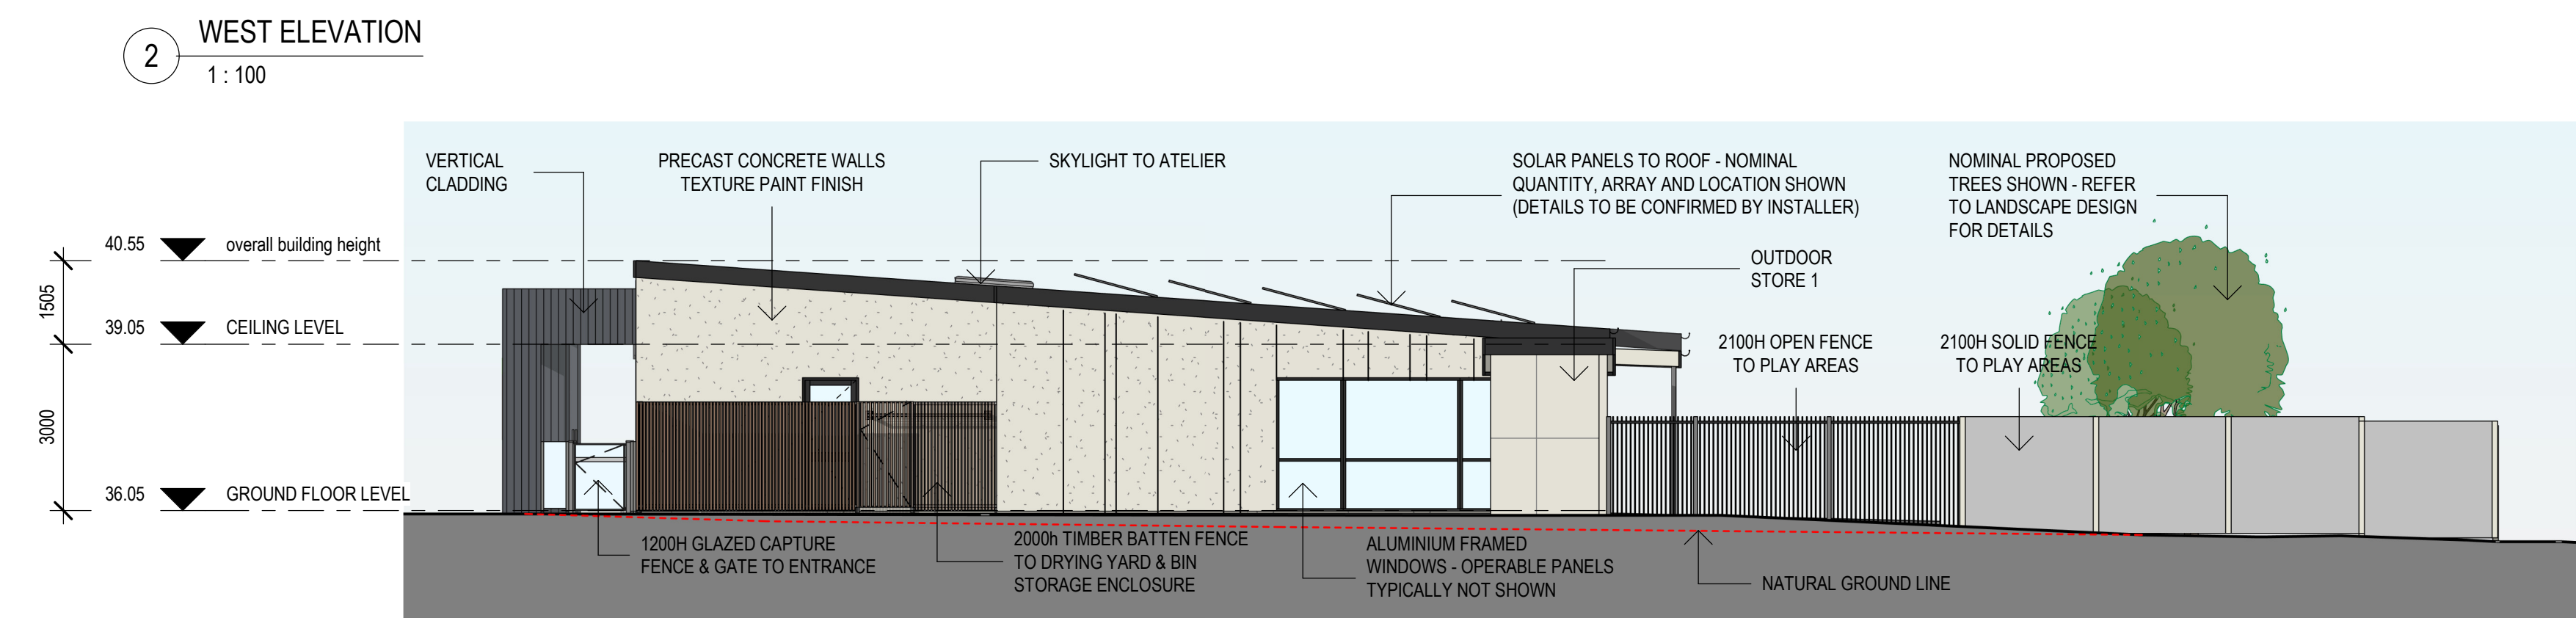 2
WEST ELEVATION
1 : 100
VERTICAL
CLADDING
PRECAST CONCRETE WALLS
TEXTURE PAINT FINISH
SKYLIGHT TO ATELIER
SOLAR PANELS TO ROOF - NOMINAL
QUANTITY, ARRAY AND LOCATION SHOWN
(DETAILS TO BE CONFIRMED BY INSTALLER)
NOMINAL PROPOSED
TREES SHOWN - REFER
TO LANDSCAPE DESIGN
FOR DETAILS
40.55
overall building height
OUTDOOR
STORE 1
1505
39.05
CEILING LEVEL
2100H OPEN FENCE
TO PLAY AREAS
2100H SOLID FENCE
TO PLAY AREAS
3000
36.05
GROUND FLOOR LEVEL
1200H GLAZED CAPTURE
FENCE & GATE TO ENTRANCE
2000h TIMBER BATTEN FENCE
TO DRYING YARD & BIN
STORAGE ENCLOSURE
ALUMINIUM FRAMED
WINDOWS - OPERABLE PANELS
TYPICALLY NOT SHOWN
NATURAL GROUND LINE